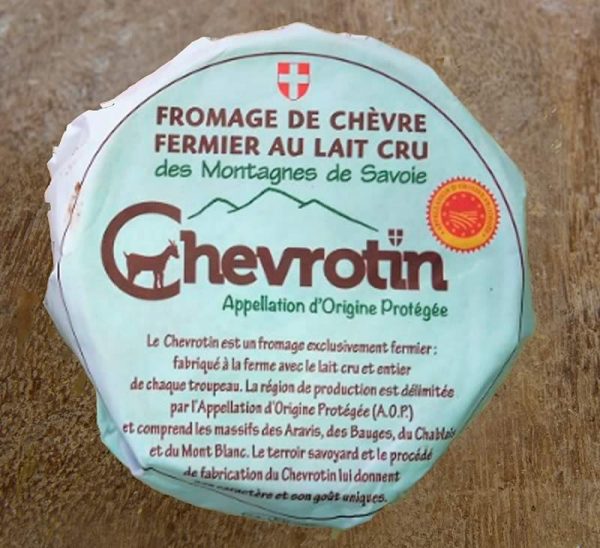 FROMAGE DE CHÈVRE
FERMIER AU LAIT CRU
des Montagnes de Savoie
Chevrotin
Appellation d'Origine Protégée
Le Chevrotin est un fromage exclusivement fermier :
fabriqué à la ferme avec le lait cru et entier
de chaque troupeau. La région de production est délimitée
par l'Appellation d'Origine Protégée (A.O.P.)
et comprend les massifs des Aravis, des Bauges, du Chablais
et du Mont Blanc. Le terroir savoyard et le procédé
de fabrication du Chevrotin lui donnent
son caractère et son goût uniques.